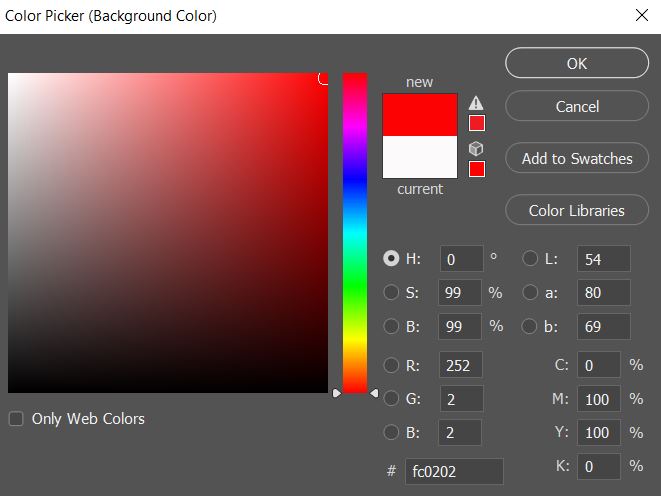 Color Picker (Background Color)
new
current
OK
Cancel
Add to Swatches
Color Libraries
H: 0 °
S: 99 %
B: 99 %
R: 252
G: 2
B: 2
# fc0202
L: 54
a: 80
b: 69
C: 0 %
M: 100 %
Y: 100 %
K: 0 %
Only Web Colors